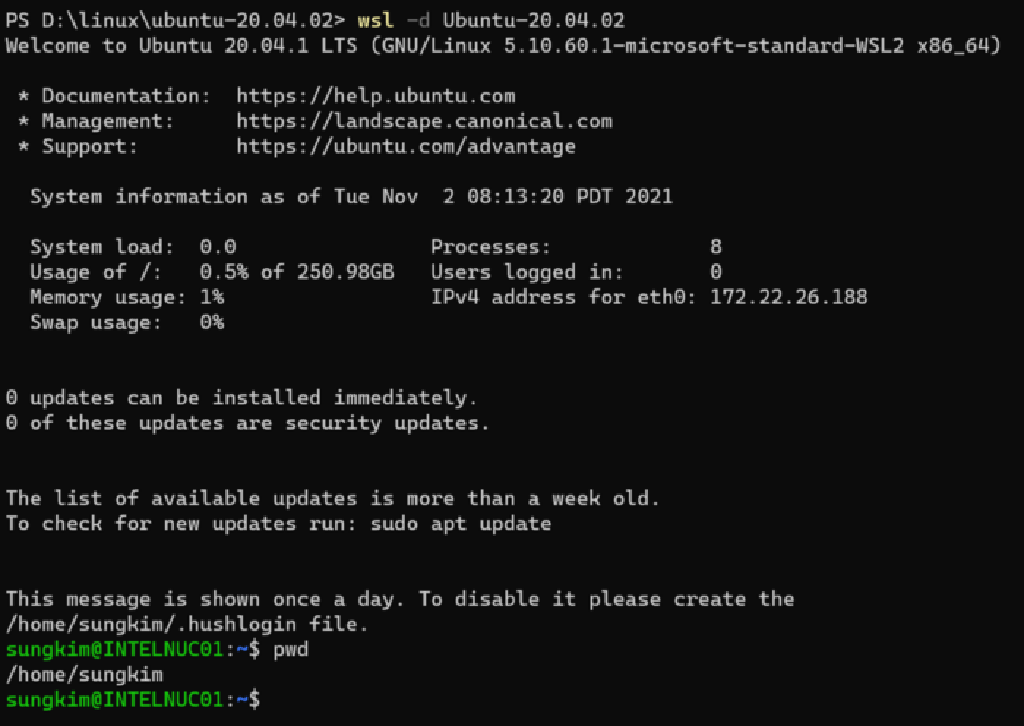 PS D:\linux\ubuntu-20.04.02> wsl -d Ubuntu-20.04.02
Welcome to Ubuntu 20.04.1 LTS (GNU/Linux 5.10.60.1-microsoft-standard-WSL2 x86_64)

 * Documentation:  https://help.ubuntu.com
 * Management:     https://landscape.canonical.com
 * Support:        https://ubuntu.com/advantage

  System information as of Tue Nov  2 08:13:20 PDT 2021

  System load:  0.0                Processes:             8
  Usage of /:   0.5% of 250.98GB   Users logged in:       0
  Memory usage: 1%                 IPv4 address for eth0: 172.22.26.188
  Swap usage:   0%

0 updates can be installed immediately.
0 of these updates are security updates.

The list of available updates is more than a week old.
To check for new updates run: sudo apt update

This message is shown once a day. To disable it please create the
/home/sungkim/.hushlogin file.
sungkim@INTELNUC01:~$ pwd
/home/sungkim
sungkim@INTELNUC01:~$